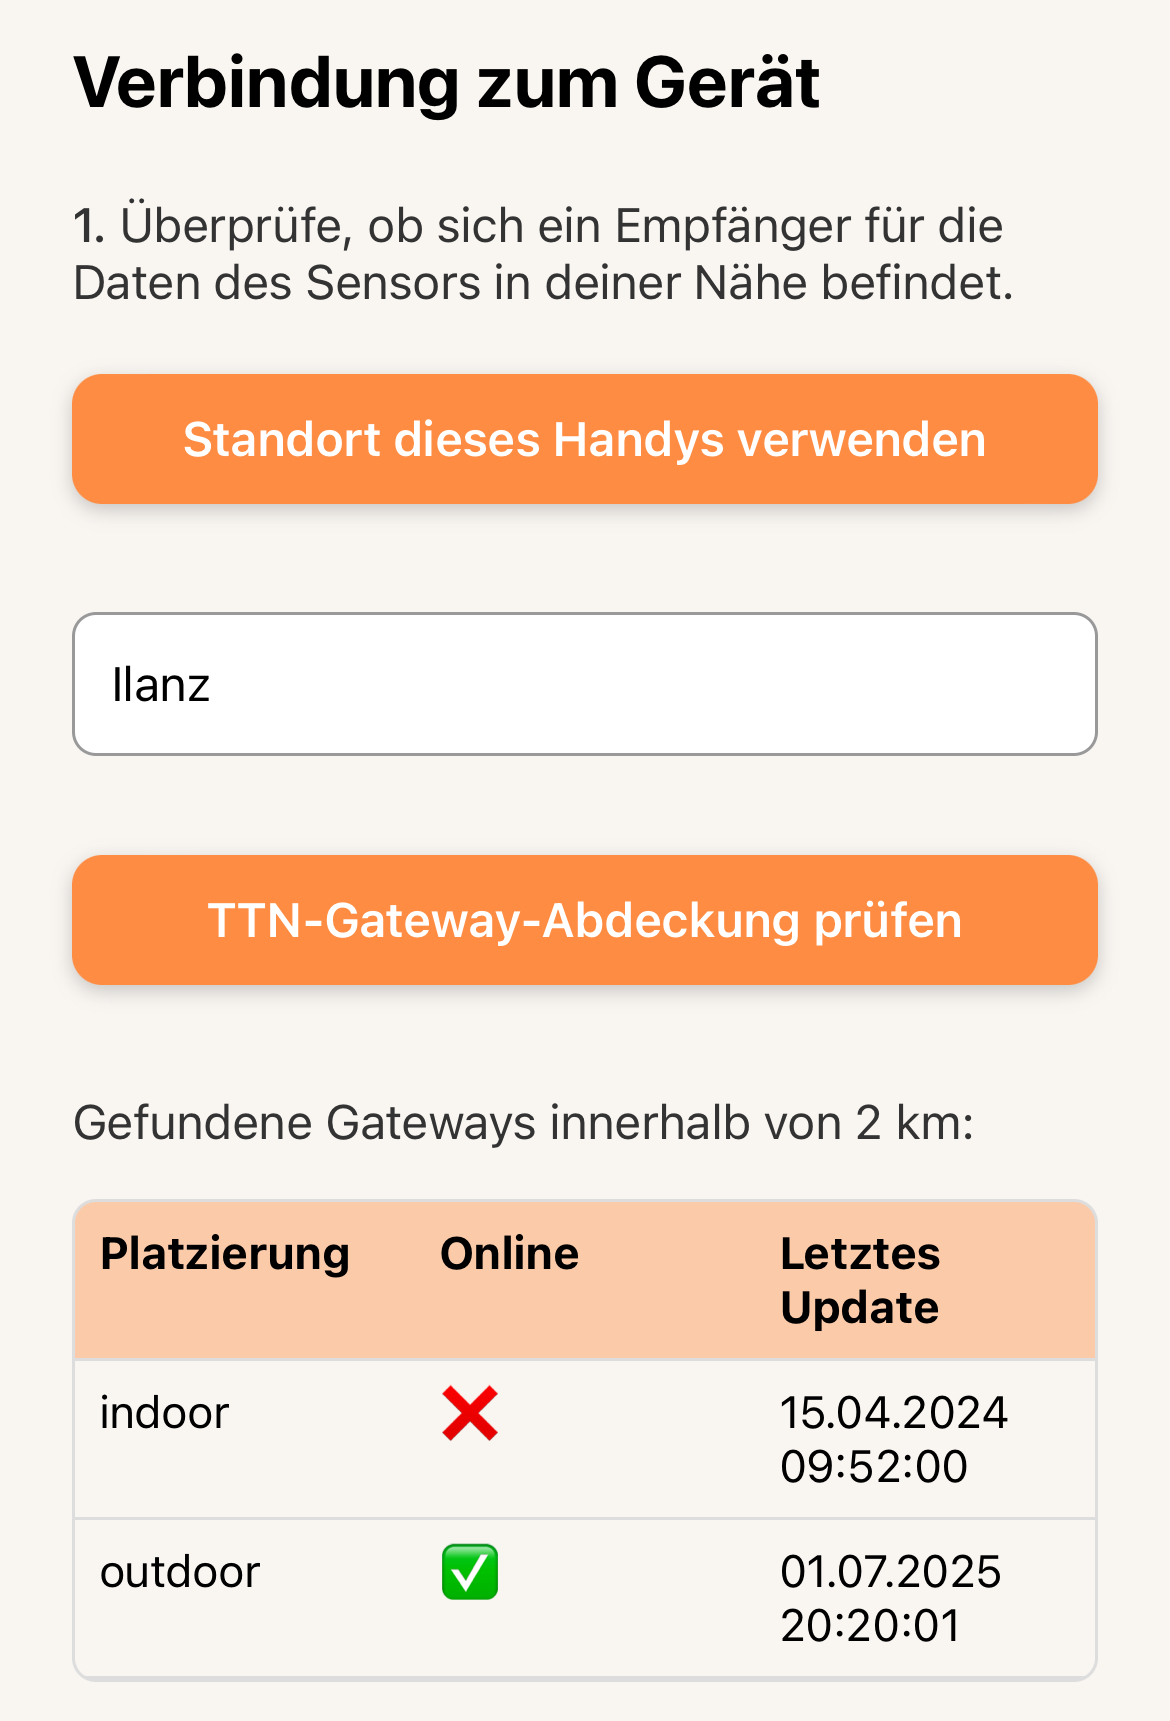 Verbindung zum Gerät
1. Überprüfe, ob sich ein Empfänger für die
Daten des Sensors in deiner Nähe befindet.
Standort dieses Handys verwenden
Ilanz
TTN-Gateway-Abdeckung prüfen
Gefundene Gateways innerhalb von 2 km:
Platzierung Online Letztes
Update
indoor ❌ 15.04.2024
09:52:00
outdoor ✅ 01.07.2025
20:20:01